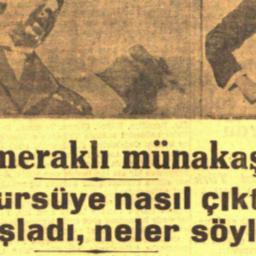 meraklı münakaş
ürsüye nasıl çıkt
şladı, neler söyl